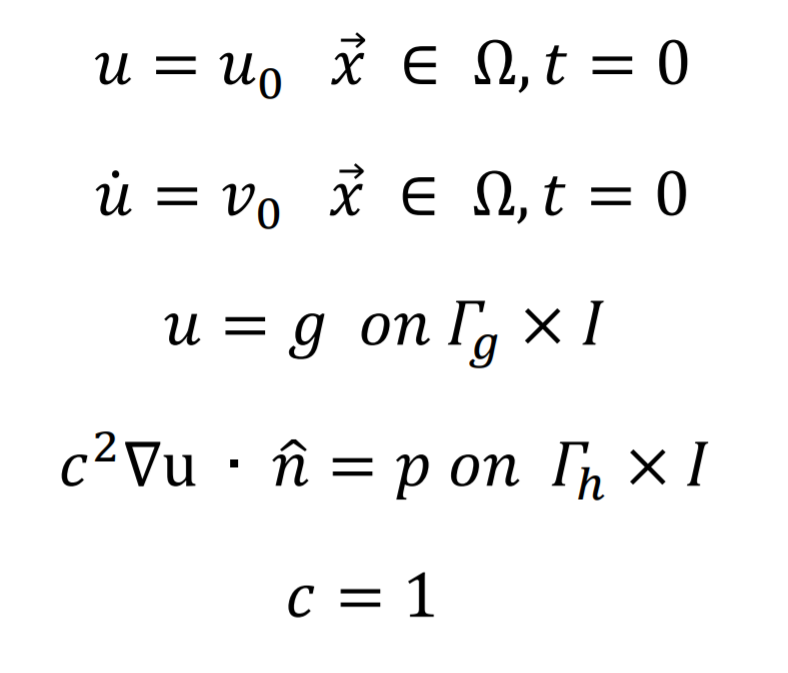 u = u₀ x⃗ ∈ Ω, t = 0
u̇ = v₀ x⃗ ∈ Ω, t = 0
u = g on Γ_g × I
c²∇u · n̂ = p on Γ_h × I
c = 1